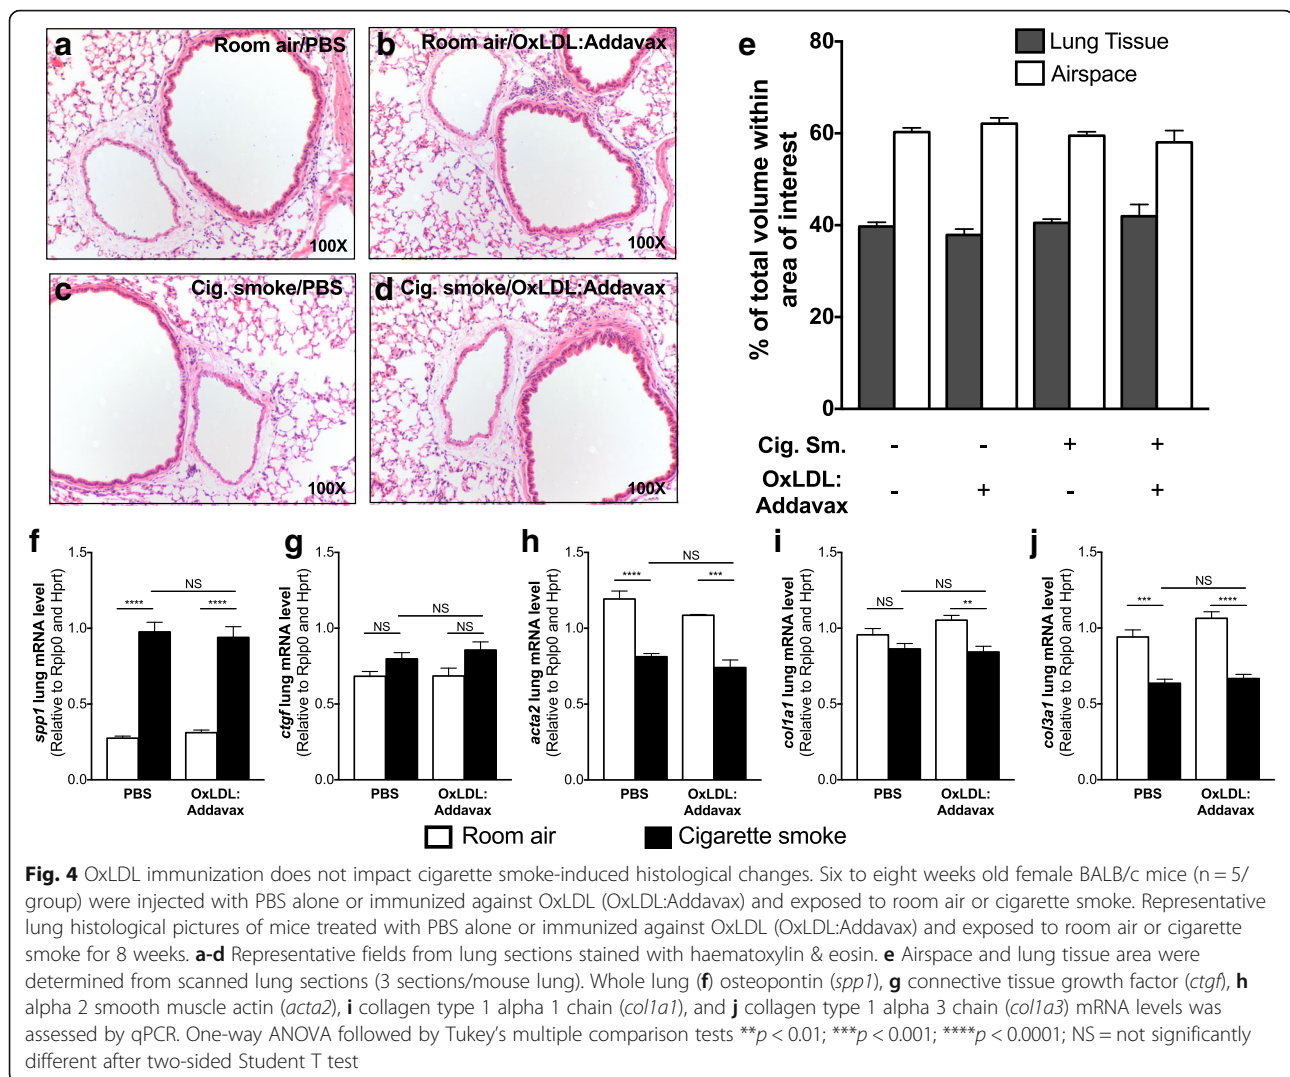 a
Room air/PBS
100X
b
Room air/OxLDL:Addavax
100X
c
Cig. smoke/PBS
100X
d
Cig. smoke/OxLDL:Addavax
100X
e
80
60
40
20
0
% of total volume within
area of interest
Lung Tissue
Airspace
Cig. Sm. - - + +
OxLDL:
Addavax - + - +
f
spp1 lung mRNA level
(Relative to Rplp0 and Hprt)
1.5
1.0
0.5
0.0
NS
**** ****
PBS OxLDL:
Addavax
g
ctgf lung mRNA level
(Relative to Rplp0 and Hprt)
1.5
1.0
0.5
0.0
NS
NS NS
PBS OxLDL:
Addavax
h
acta2 lung mRNA level
(Relative to Rplp0 and Hprt)
1.5
1.0
0.5
0.0
NS
**** ***
PBS OxLDL:
Addavax
i
col1a1 lung mRNA level
(Relative to Rplp0 and Hprt)
1.5
1.0
0.5
0.0
NS
NS **
PBS OxLDL:
Addavax
j
col3a1 lung mRNA level
(Relative to Rplp0 and Hprt)
1.5
1.0
0.5
0.0
NS
*** ****
PBS OxLDL:
Addavax
Room air Cigarette smoke
Fig. 4 OxLDL immunization does not impact cigarette smoke-induced histological changes. Six to eight weeks old female BALB/c mice (n = 5/
group) were injected with PBS alone or immunized against OxLDL (OxLDL:Addavax) and exposed to room air or cigarette smoke. Representative
lung histological pictures of mice treated with PBS alone or immunized against OxLDL (OxLDL:Addavax) and exposed to room air or cigarette
smoke for 8 weeks. a-d Representative fields from lung sections stained with haematoxylin & eosin. e Airspace and lung tissue area were
determined from scanned lung sections (3 sections/mouse lung). Whole lung (f) osteopontin (spp1), g connective tissue growth factor (ctgf), h
alpha 2 smooth muscle actin (acta2), i collagen type 1 alpha 1 chain (col1a1), and j collagen type 1 alpha 3 chain (col1a3) mRNA levels was
assessed by qPCR. One-way ANOVA followed by Tukey's multiple comparison tests **p < 0.01; ***p < 0.001; ****p < 0.0001; NS = not significantly
different after two-sided Student T test